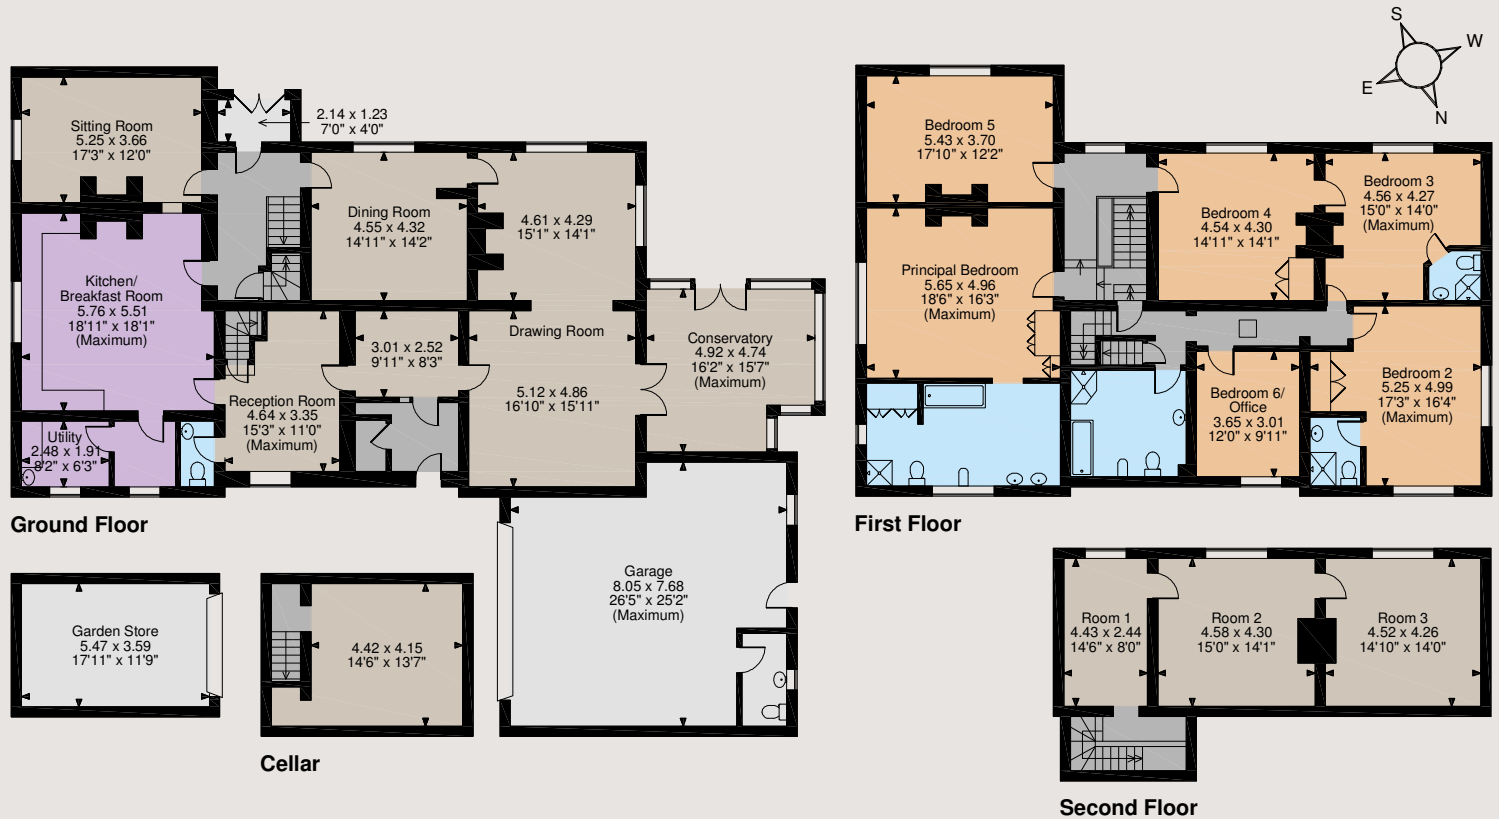 S
W
E
N
Sitting Room
5.25 x 3.66
17'3" x 12'0"
2.14 x 1.23
7'0" x 4'0"
Dining Room
4.55 x 4.32
14'11" x 14'2"
4.61 x 4.29
15'1" x 14'1"
Kitchen/
Breakfast Room
5.76 x 5.51
18'11" x 18'1"
(Maximum)
Drawing Room
5.12 x 4.86
16'10" x 15'11"
Conservatory
4.92 x 4.74
16'2" x 15'7"
(Maximum)
3.01 x 2.52
9'11" x 8'3"
Reception Room
4.64 x 3.35
15'3" x 11'0"
(Maximum)
Utility
2.48 x 1.91
8'2" x 6'3"
Ground Floor
Garage
8.05 x 7.68
26'5" x 25'2"
(Maximum)
Garden Store
5.47 x 3.59
17'11" x 11'9"
4.42 x 4.15
14'6" x 13'7"
Cellar
Bedroom 5
5.43 x 3.70
17'10" x 12'2"
Bedroom 4
4.54 x 4.30
14'11" x 14'1"
Bedroom 3
4.56 x 4.27
15'0" x 14'0"
(Maximum)
Principal Bedroom
5.65 x 4.96
18'6" x 16'3"
(Maximum)
Bedroom 6/
Office
3.65 x 3.01
12'0" x 9'11"
Bedroom 2
5.25 x 4.99
17'3" x 16'4"
(Maximum)
First Floor
Room 1
4.43 x 2.44
14'6" x 8'0"
Room 2
4.58 x 4.30
15'0" x 14'1"
Room 3
4.52 x 4.26
14'10" x 14'0"
Second Floor